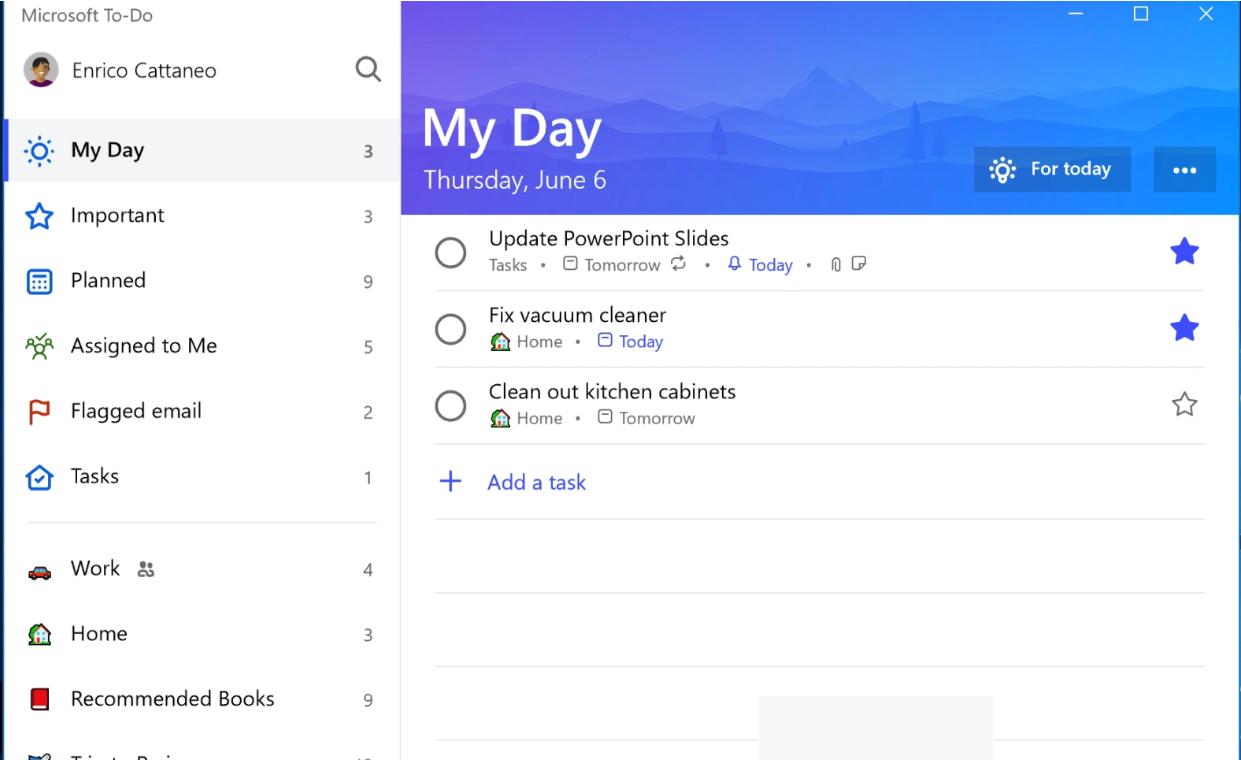 Microsoft To-Do
Enrico Cattaneo
My Day 3
Important 3
Planned 9
Assigned to Me 5
Flagged email 2
Tasks 1
Work 4
Home 3
Recommended Books 9
My Day
Thursday, June 6
For today
Update PowerPoint Slides
Tasks • Tomorrow • Today •
Fix vacuum cleaner
Home • Today
Clean out kitchen cabinets
Home • Tomorrow
Add a task